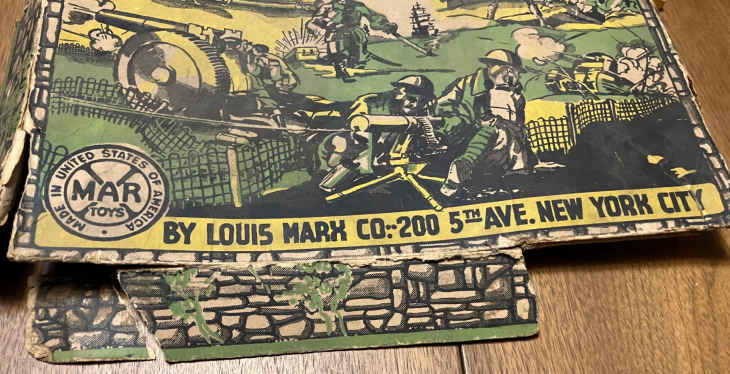 MADE IN UNITED STATES OF AMERICA
MAR
TOYS
BY LOUIS MARX CO:-200 5TH AVE. NEW YORK CITY